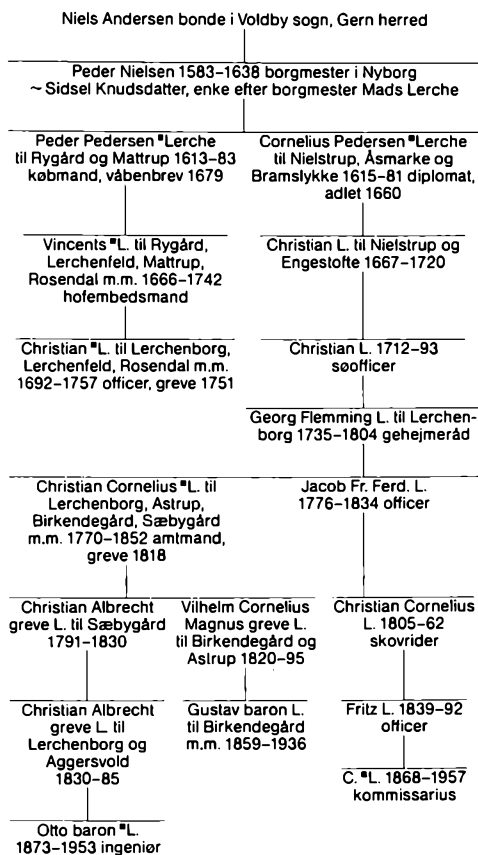 Niels Andersen bonde i Voldby sogn, Gern herred
Peder Nielsen 1583–1638 borgmester i Nyborg
~ Sidsel Knudsdatter, enke efter borgmester Mads Lerche
Peder Pedersen ▪Lerche
til Rygård og Mattrup 1613–83
købmand, våbenbrev 1679
Cornelius Pedersen ▪Lerche
til Nielstrup, Åsmarke og
Bramslykke 1615–81 diplomat,
adlet 1660
Vincents ▪L. til Rygård,
Lerchenfeld, Mattrup,
Rosendal m.m. 1666–1742
hofembedsmand
Christian L. til Nielstrup og
Engestofte 1667–1720
Christian ▪L. til Lerchenborg,
Lerchenfeld, Rosendal m.m.
1692–1757 officer, greve 1751
Christian L. 1712–93
søofficer
Georg Flemming L. til Lerchen-
borg 1735–1804 gehejmeråd
Christian Cornelius ▪L. til
Lerchenborg, Astrup,
Birkendegård, Sæbygård
m.m. 1770–1852 amtmand,
greve 1818
Jacob Fr. Ferd. L.
1776–1834 officer
Christian Albrecht
greve L. til Sæbygård
1791–1830
Vilhelm Cornelius
Magnus greve L.
til Birkendegård og
Astrup 1820–95
Christian Cornelius
L. 1805–62
skovrider
Christian Albrecht
greve L. til
Lerchenborg og
Aggersvold
1830–85
Gustav baron L.
til Birkendegård
m.m. 1859–1936
Fritz L. 1839–92
officer
C. ▪L. 1868–1957
kommissarius
Otto baron ▪L.
1873–1953 ingeniør